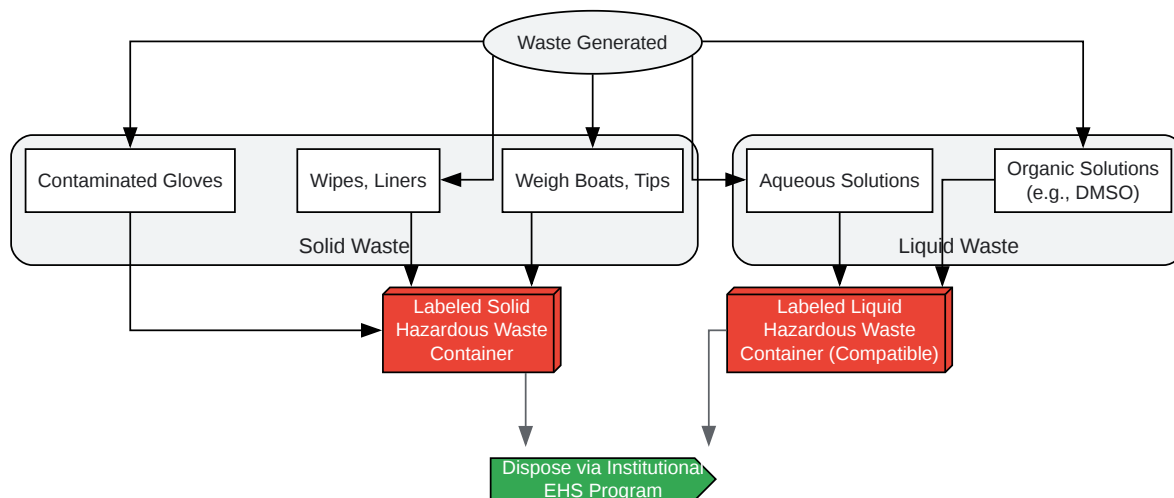 Waste Generated
Contaminated Gloves
Wipes, Liners
Weigh Boats, Tips
Aqueous Solutions
Organic Solutions
(e.g., DMSO)
Solid Waste
Liquid Waste
Labeled Solid
Hazardous Waste
Container
Labeled Liquid
Hazardous Waste
Container (Compatible)
Dispose via Institutional
EHS Program